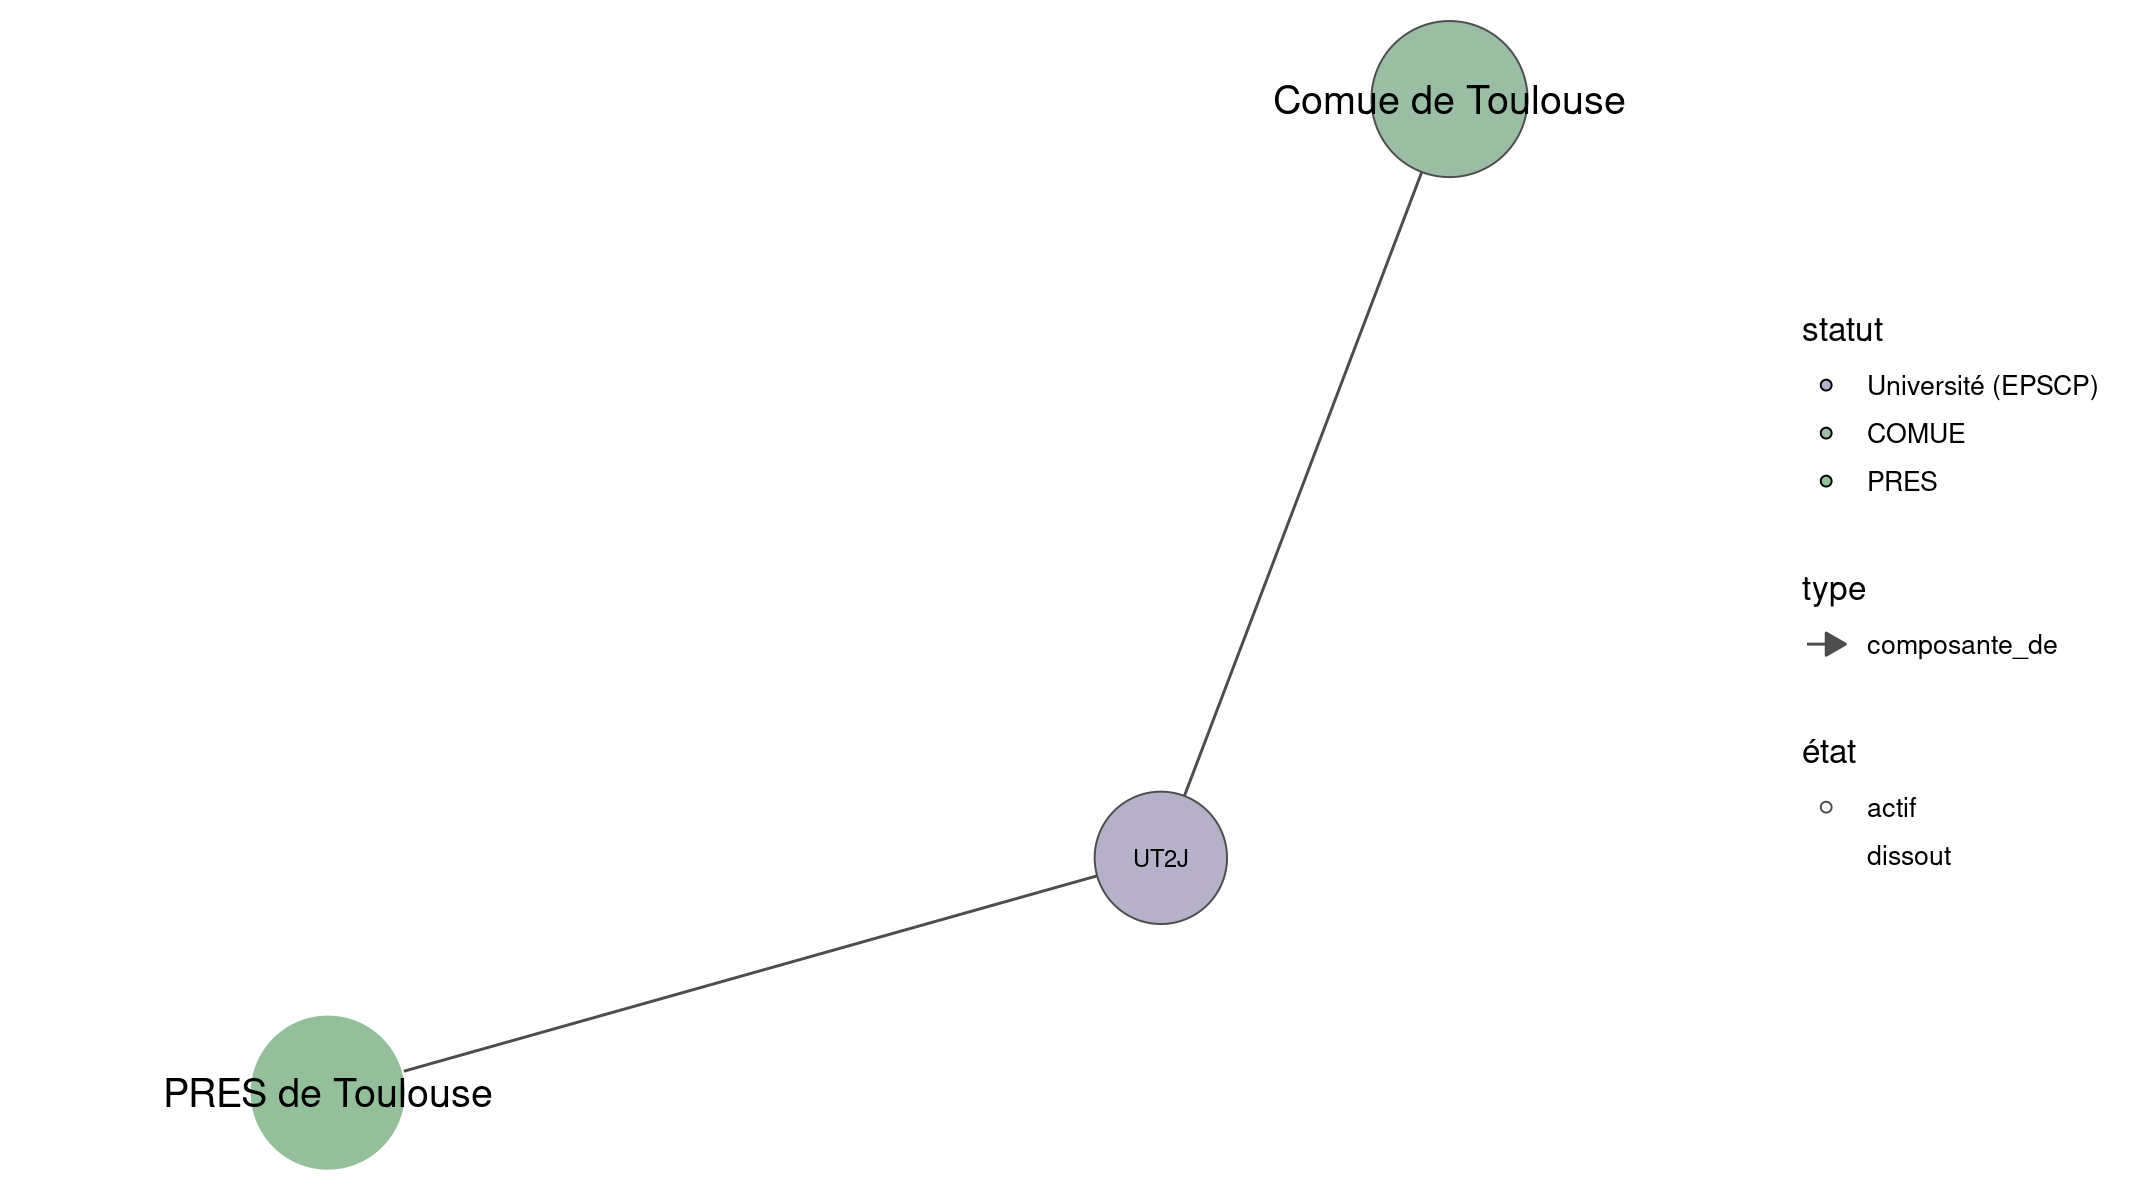 Comue de Toulouse
statut
Université (EPSCP)
COMUE
PRES
type
composante_de
état
actif
dissout
UT2J
PRES de Toulouse